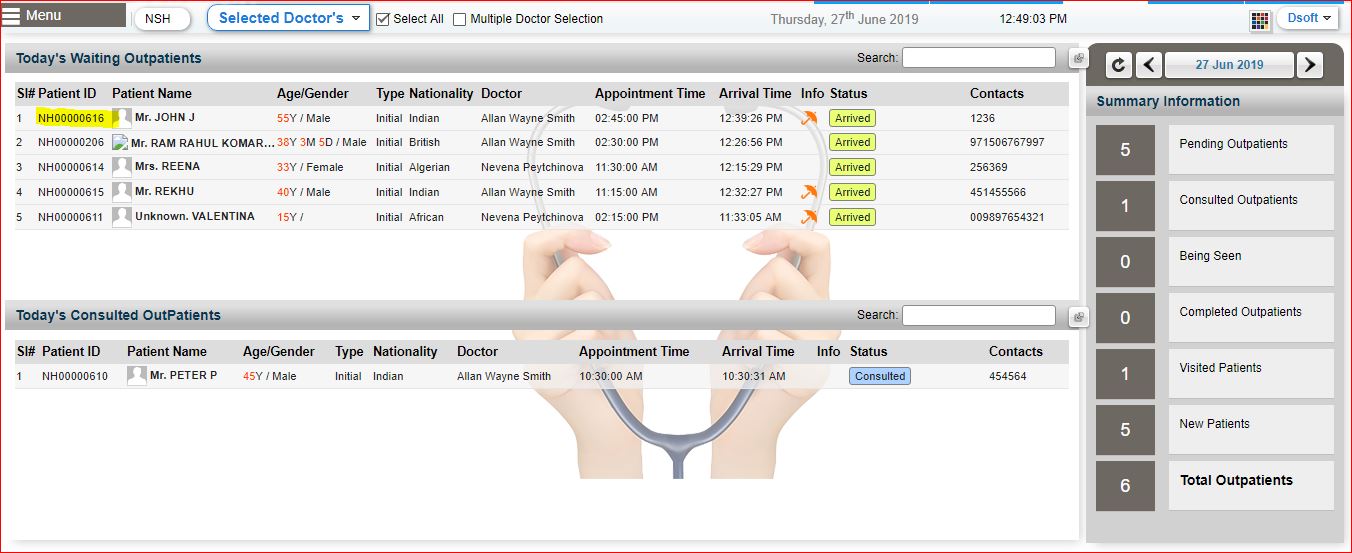 Menu NSH Selected Doctor's Select All Multiple Doctor Selection Thursday, 27th June 2019 12:49:03 PM Dsoft
Today's Waiting Outpatients Search:
Sl# Patient ID Patient Name Age/Gender Type Nationality Doctor Appointment Time Arrival Time Info Status Contacts
1 NH00000616 Mr. JOHN J 55Y / Male Initial Indian Allan Wayne Smith 02:45:00 PM 12:39:26 PM Arrived 1236
2 NH00000206 Mr. RAM RAHUL KOMAR... 38Y 3M 5D / Male Initial British Allan Wayne Smith 02:30:00 PM 12:26:56 PM Arrived 971506767997
3 NH00000614 Mrs. REENA 33Y / Female Initial Algerian Nevena Peytchinova 11:30:00 AM 12:15:29 PM Arrived 256369
4 NH00000615 Mr. REKHU 40Y / Male Initial Indian Allan Wayne Smith 11:15:00 AM 12:32:27 PM Arrived 451455566
5 NH00000611 Unknown. VALENTINA 15Y / Initial African Nevena Peytchinova 02:15:00 PM 11:33:05 AM Arrived 009897654321
Today's Consulted OutPatients Search:
Sl# Patient ID Patient Name Age/Gender Type Nationality Doctor Appointment Time Arrival Time Info Status Contacts
1 NH00000610 Mr. PETER P 45Y / Male Initial Indian Allan Wayne Smith 10:30:00 AM 10:30:31 AM Consulted 454564
27 Jun 2019
Summary Information
5 Pending Outpatients
1 Consulted Outpatients
0 Being Seen
0 Completed Outpatients
1 Visited Patients
5 New Patients
6 Total Outpatients